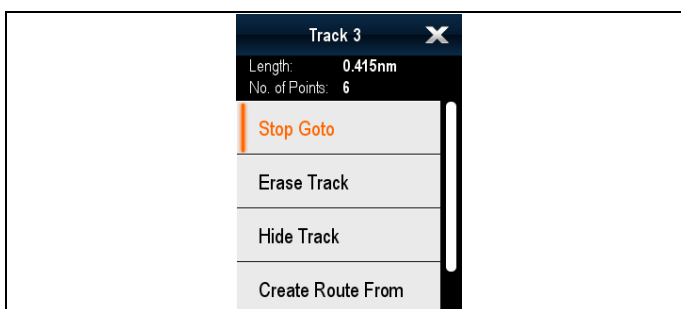 Track 3
Length: 0.415nm
No. of Points: 6
Stop Goto
Erase Track
Hide Track
Create Route From